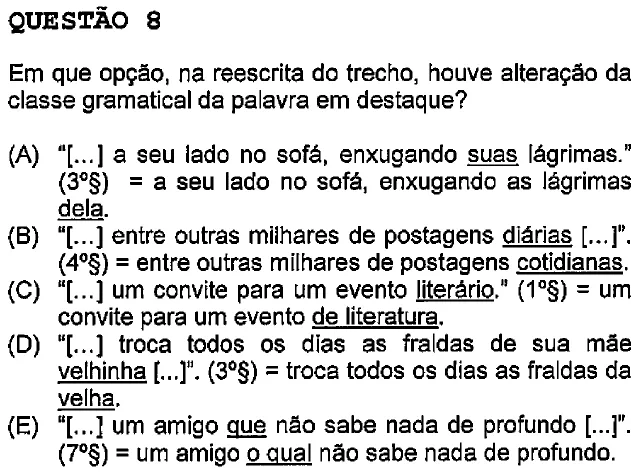 QUESTÃO 8
Em que opção, na reescrita do trecho, houve alteração da
classe gramatical da palavra em destaque?
(A) "[...] a seu lado no sofá, enxugando suas lágrimas."
(3º§) = a seu lado no sofá, enxugando as lágrimas
dela.
(B) "[...] entre outras milhares de postagens diárias [...]".
(4º§) = entre outras milhares de postagens cotidianas.
(C) "[...] um convite para um evento literário." (1º§) = um
convite para um evento de literatura.
(D) "[...] troca todos os dias as fraldas de sua mãe
velhinha [...]". (3º§) = troca todos os dias as fraldas da
velha.
(E) "[...] um amigo que não sabe nada de profundo [...]".
(7º§) = um amigo o qual não sabe nada de profundo.